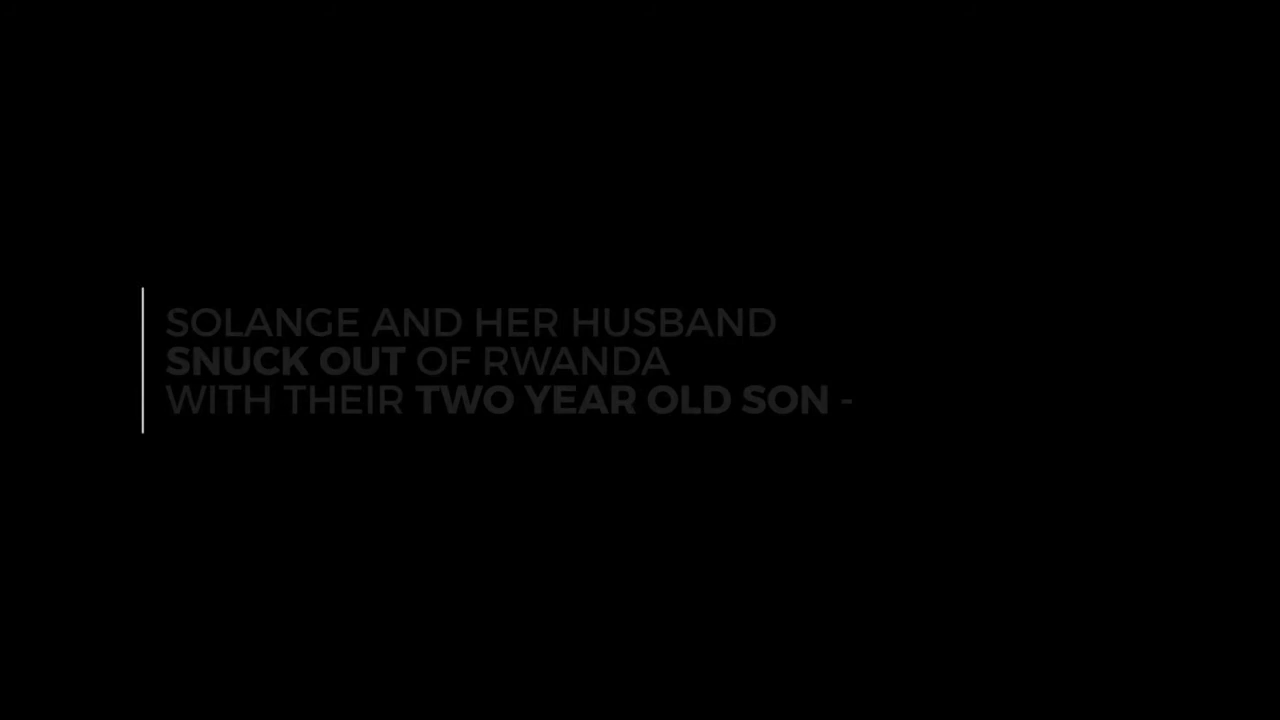 SOLANGE AND HER HUSBAND
SNUCK OUT OF RWANDA
WITH THEIR TWO YEAR OLD SON -